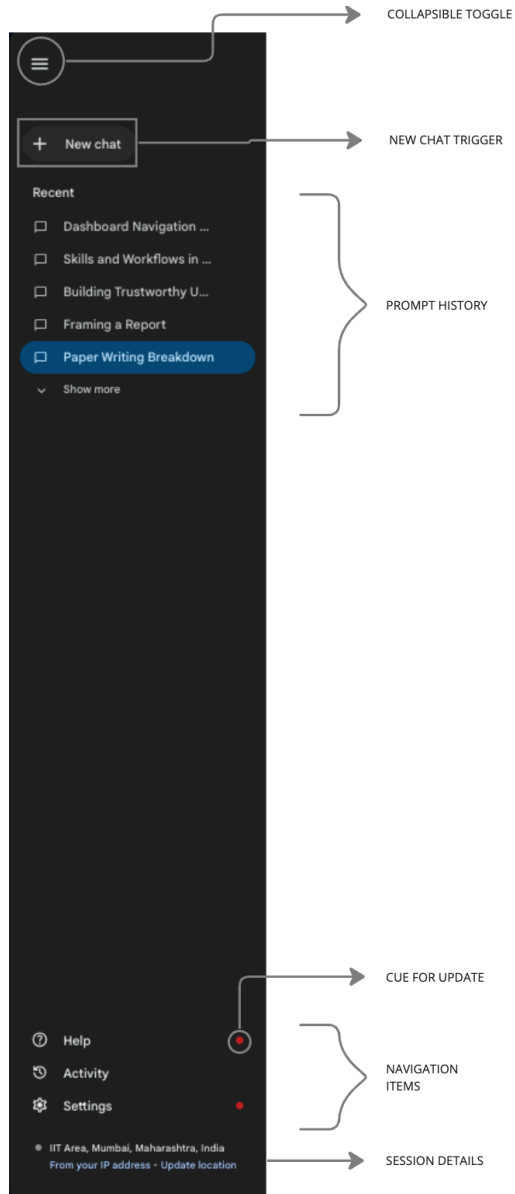 COLLAPSIBLE TOGGLE
New chat
NEW CHAT TRIGGER
Recent
Dashboard Navigation ...
Skills and Workflows in ...
Building Trustworthy U...
Framing a Report
Paper Writing Breakdown
Show more
PROMPT HISTORY
CUE FOR UPDATE
Help
Activity
Settings
NAVIGATION
ITEMS
IIT Area, Mumbai, Maharashtra, India
From your IP address • Update location
SESSION DETAILS